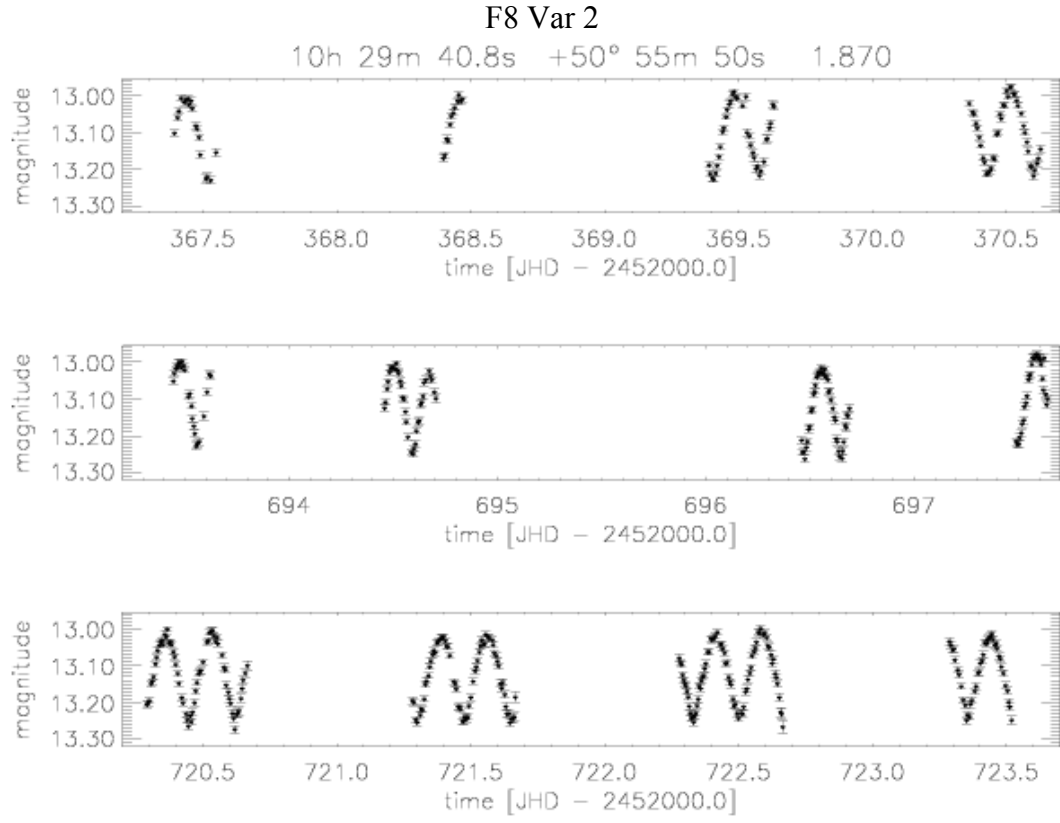 F8 Var 2
10h 29m 40.8s +50° 55m 50s 1.870
magnitude
13.00
13.10
13.20
13.30
367.5 368.0 368.5 369.0 369.5 370.0 370.5
time [JHD − 2452000.0]
magnitude
13.00
13.10
13.20
13.30
694 695 696 697
time [JHD − 2452000.0]
magnitude
13.00
13.10
13.20
13.30
720.5 721.0 721.5 722.0 722.5 723.0 723.5
time [JHD − 2452000.0]